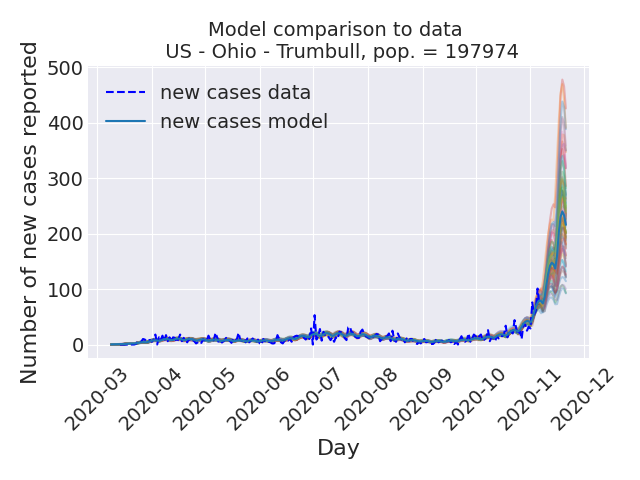 Model comparison to data
US - Ohio - Trumbull, pop. = 197974
Number of new cases reported
500
400
300
200
100
0
new cases data
new cases model
2020-03
2020-04
2020-05
2020-06
2020-07
2020-08
2020-09
2020-10
2020-11
2020-12
Day